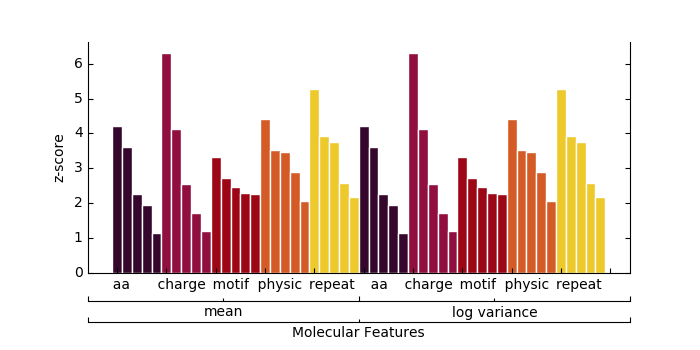 6
5
4
3
2
1
0
z-score
aa charge motif physic repeat aa charge motif physic repeat
mean log variance
Molecular Features